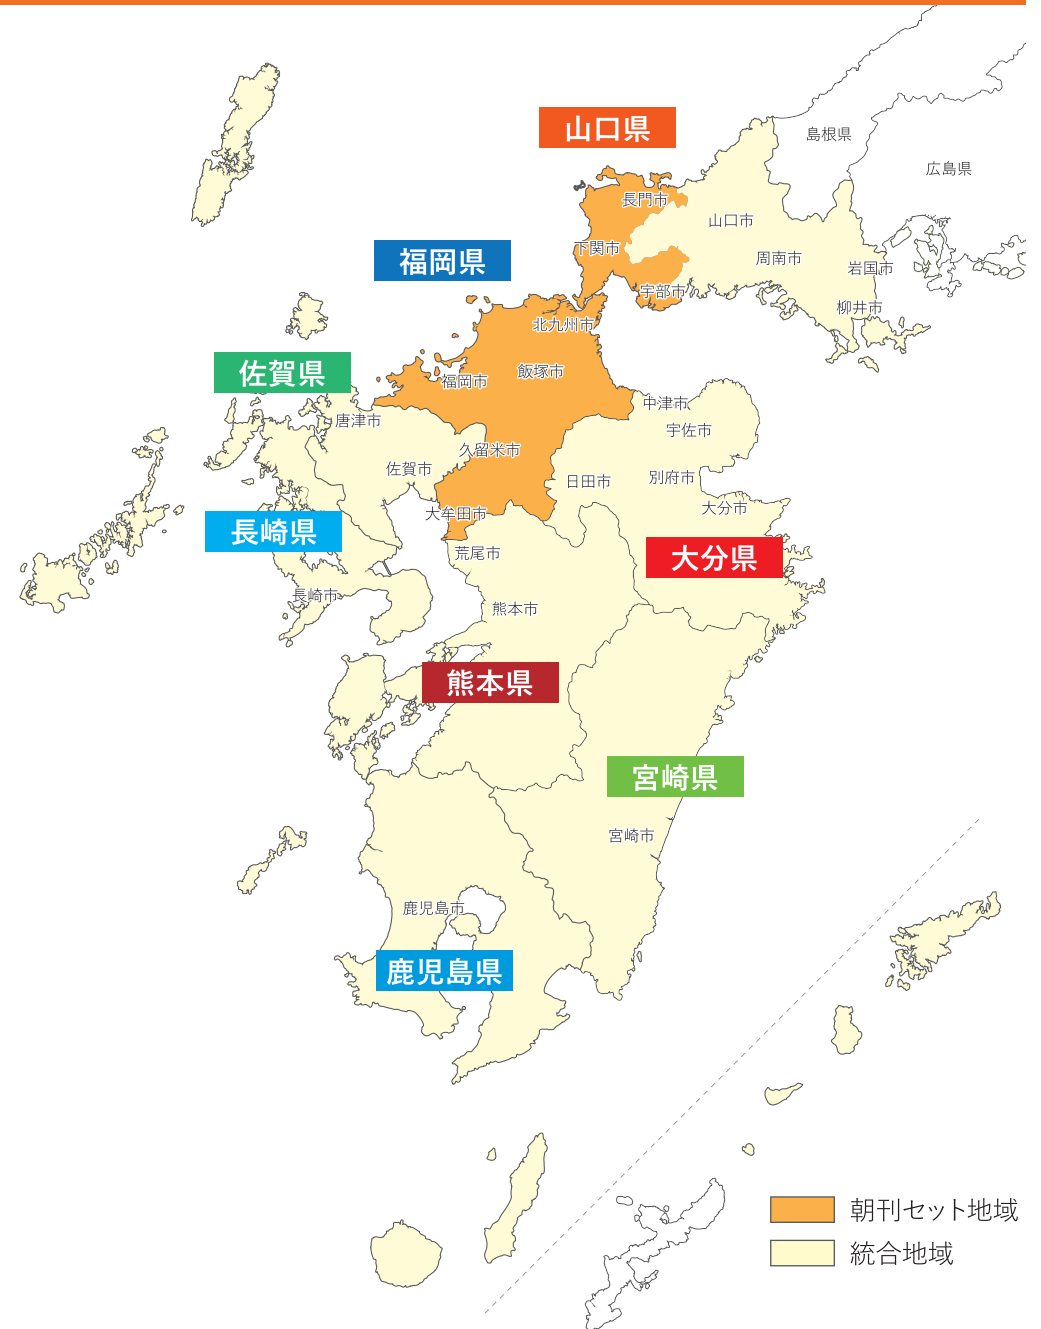 山口県
島根県
広島県
長門市
山口市
下関市
周南市
岩国市
福岡県
宇部市
柳井市
北九州市
佐賀県
飯塚市
福岡市
中津市
唐津市
宇佐市
久留米市
佐賀市
日田市
別府市
大分市
大牟田市
長崎県
荒尾市
大分県
長崎市
熊本市
熊本県
宮崎県
宮崎市
鹿児島市
鹿児島県
朝刊セット地域
統合地域